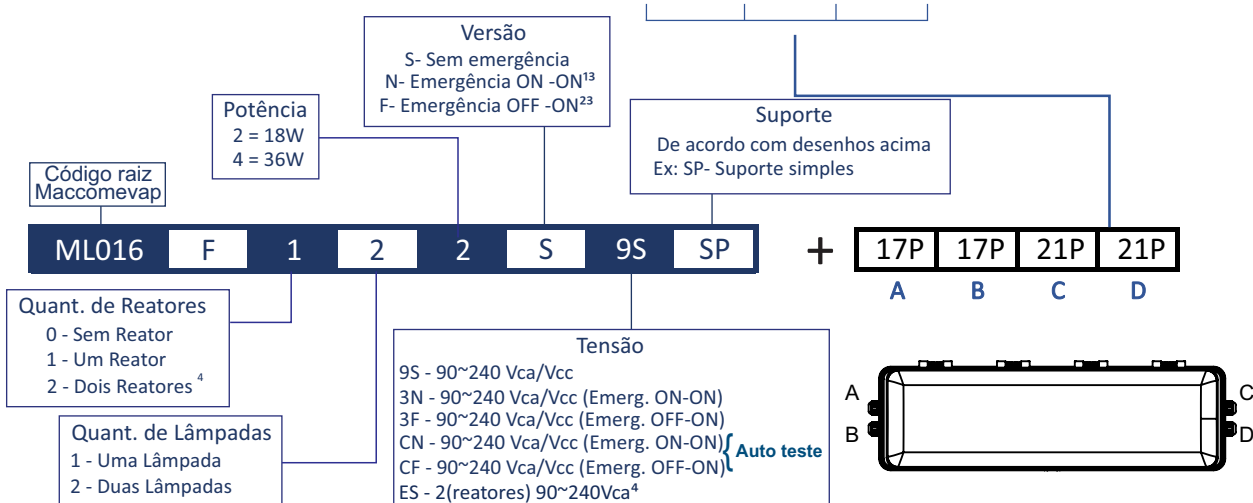 Versão
S- Sem emergência
N- Emergência ON -ON¹³
F- Emergência OFF -ON²³
Potência
2 = 18W
4 = 36W
Suporte
De acordo com desenhos acima
Ex: SP- Suporte simples
Código raiz
Maccomevap
ML016 F 1 2 2 S 9S SP + 17P 17P 21P 21P
A B C D
Quant. de Reatores
0 - Sem Reator
1 - Um Reator
2 - Dois Reatores ⁴
Quant. de Lâmpadas
1 - Uma Lâmpada
2 - Duas Lâmpadas
Tensão
9S - 90~240 Vca/Vcc
3N - 90~240 Vca/Vcc (Emerg. ON-ON)
3F - 90~240 Vca/Vcc (Emerg. OFF-ON)
CN - 90~240 Vca/Vcc (Emerg. ON-ON)
CF - 90~240 Vca/Vcc (Emerg. OFF-ON)
Auto teste
ES - 2(reatores) 90~240Vca⁴
A C
B D